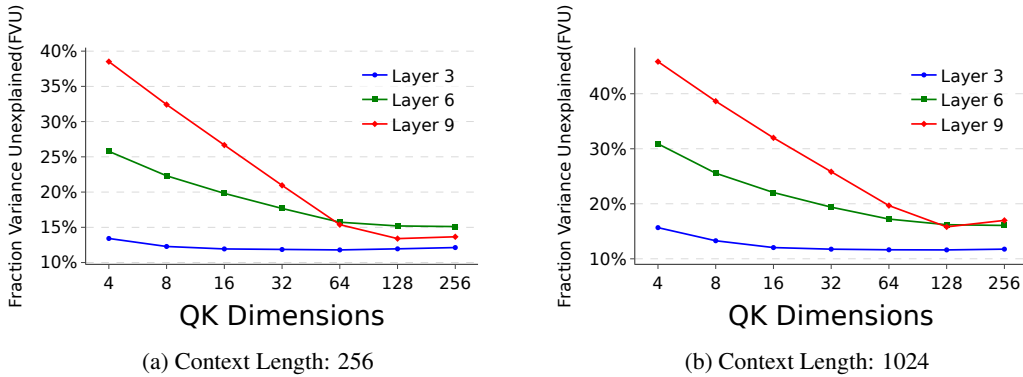 Fraction Variance Unexplained(FVU)
40%
35%
30%
25%
20%
15%
10%
Layer 3
Layer 6
Layer 9
4 8 16 32 64 128 256
QK Dimensions
(a) Context Length: 256
Fraction Variance Unexplained(FVU)
40%
30%
20%
10%
Layer 3
Layer 6
Layer 9
4 8 16 32 64 128 256
QK Dimensions
(b) Context Length: 1024